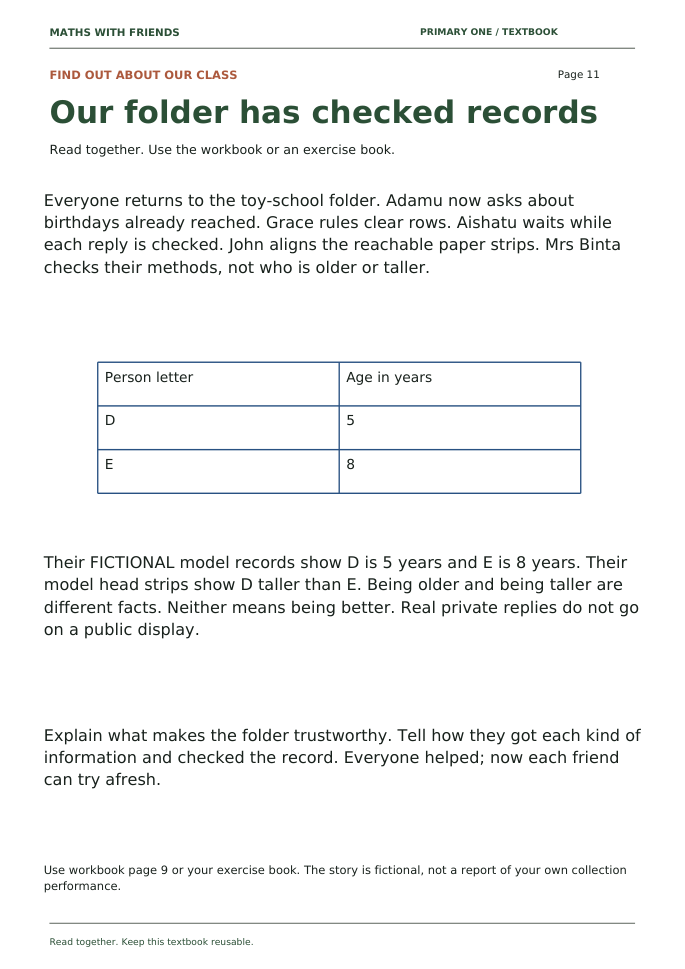 MATHS WITH FRIENDS
PRIMARY ONE / TEXTBOOK
FIND OUT ABOUT OUR CLASS
Page 11
Our folder has checked records
Read together. Use the workbook or an exercise book.
Everyone returns to the toy-school folder. Adamu now asks about
birthdays already reached. Grace rules clear rows. Aishatu waits while
each reply is checked. John aligns the reachable paper strips. Mrs Binta
checks their methods, not who is older or taller.
Person letter
Age in years
D
5
E
8
Their FICTIONAL model records show D is 5 years and E is 8 years. Their
model head strips show D taller than E. Being older and being taller are
different facts. Neither means being better. Real private replies do not go
on a public display.
Explain what makes the folder trustworthy. Tell how they got each kind of
information and checked the record. Everyone helped; now each friend
can try afresh.
Use workbook page 9 or your exercise book. The story is fictional, not a report of your own collection
performance.
Read together. Keep this textbook reusable.